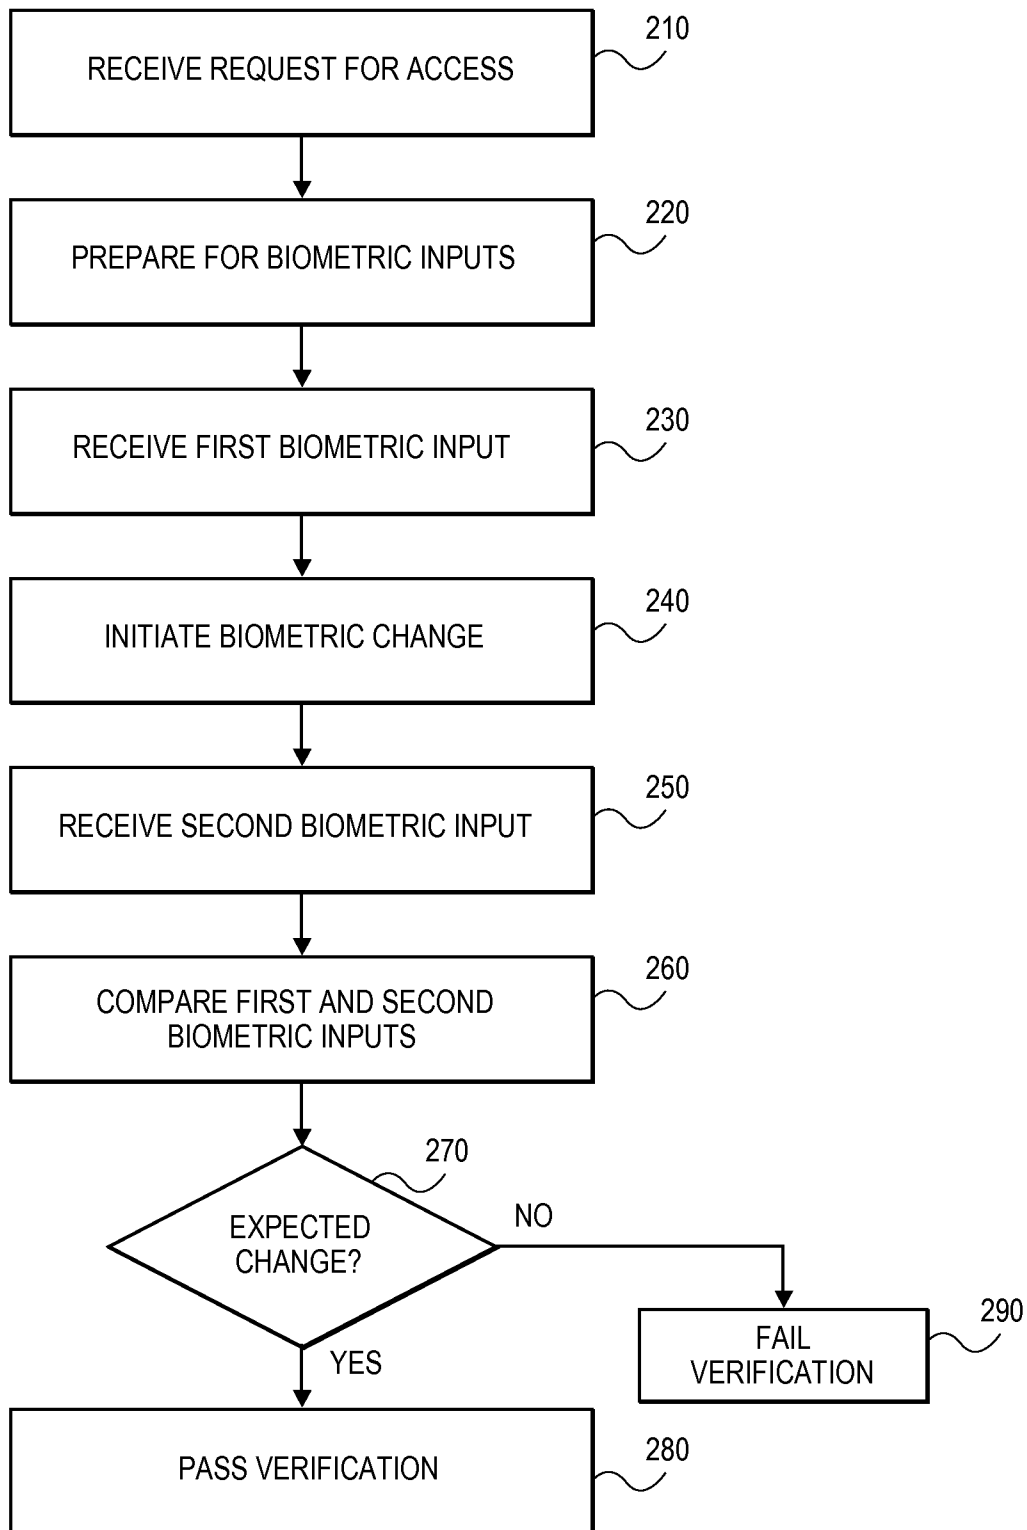 210
RECEIVE REQUEST FOR ACCESS
220
PREPARE FOR BIOMETRIC INPUTS
230
RECEIVE FIRST BIOMETRIC INPUT
240
INITIATE BIOMETRIC CHANGE
250
RECEIVE SECOND BIOMETRIC INPUT
260
COMPARE FIRST AND SECOND
BIOMETRIC INPUTS
270
EXPECTED
CHANGE?
NO
290
FAIL
VERIFICATION
YES
280
PASS VERIFICATION